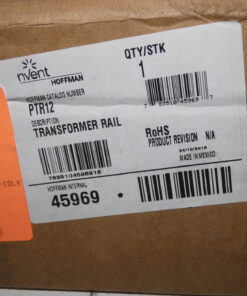 nVent
HOFFMAN
QTY/STK
1
HOFFMAN CATALOG NUMBER
PTR12
DESCRIPTION
TRANSFORMER RAIL
RoHS
PRODUCT REVISION N/A
MADE IN MEXICO
HOFFMAN INTERNAL
45969